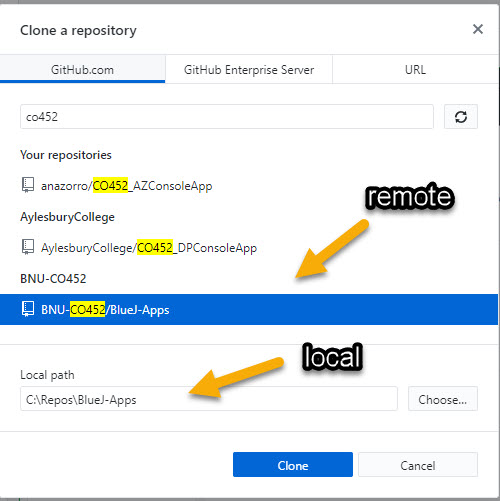 Clone a repository
GitHub.com GitHub Enterprise Server URL
co452
Your repositories
anazorro/CO452_AZConsoleApp
remote
AylesburyCollege
AylesburyCollege/CO452_DPConsoleApp
BNU-CO452
BNU-CO452/BlueJ-Apps
local
Local path
C:\Repos\BlueJ-Apps Choose...
Clone Cancel